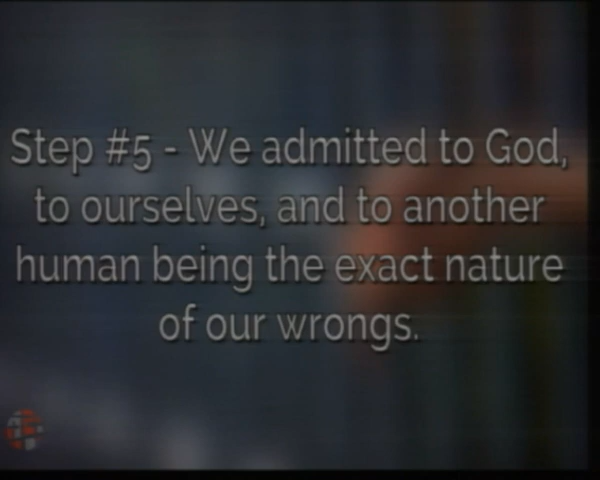 Step #5 - We admitted to God,
to ourselves, and to another
human being the exact nature
of our wrongs.